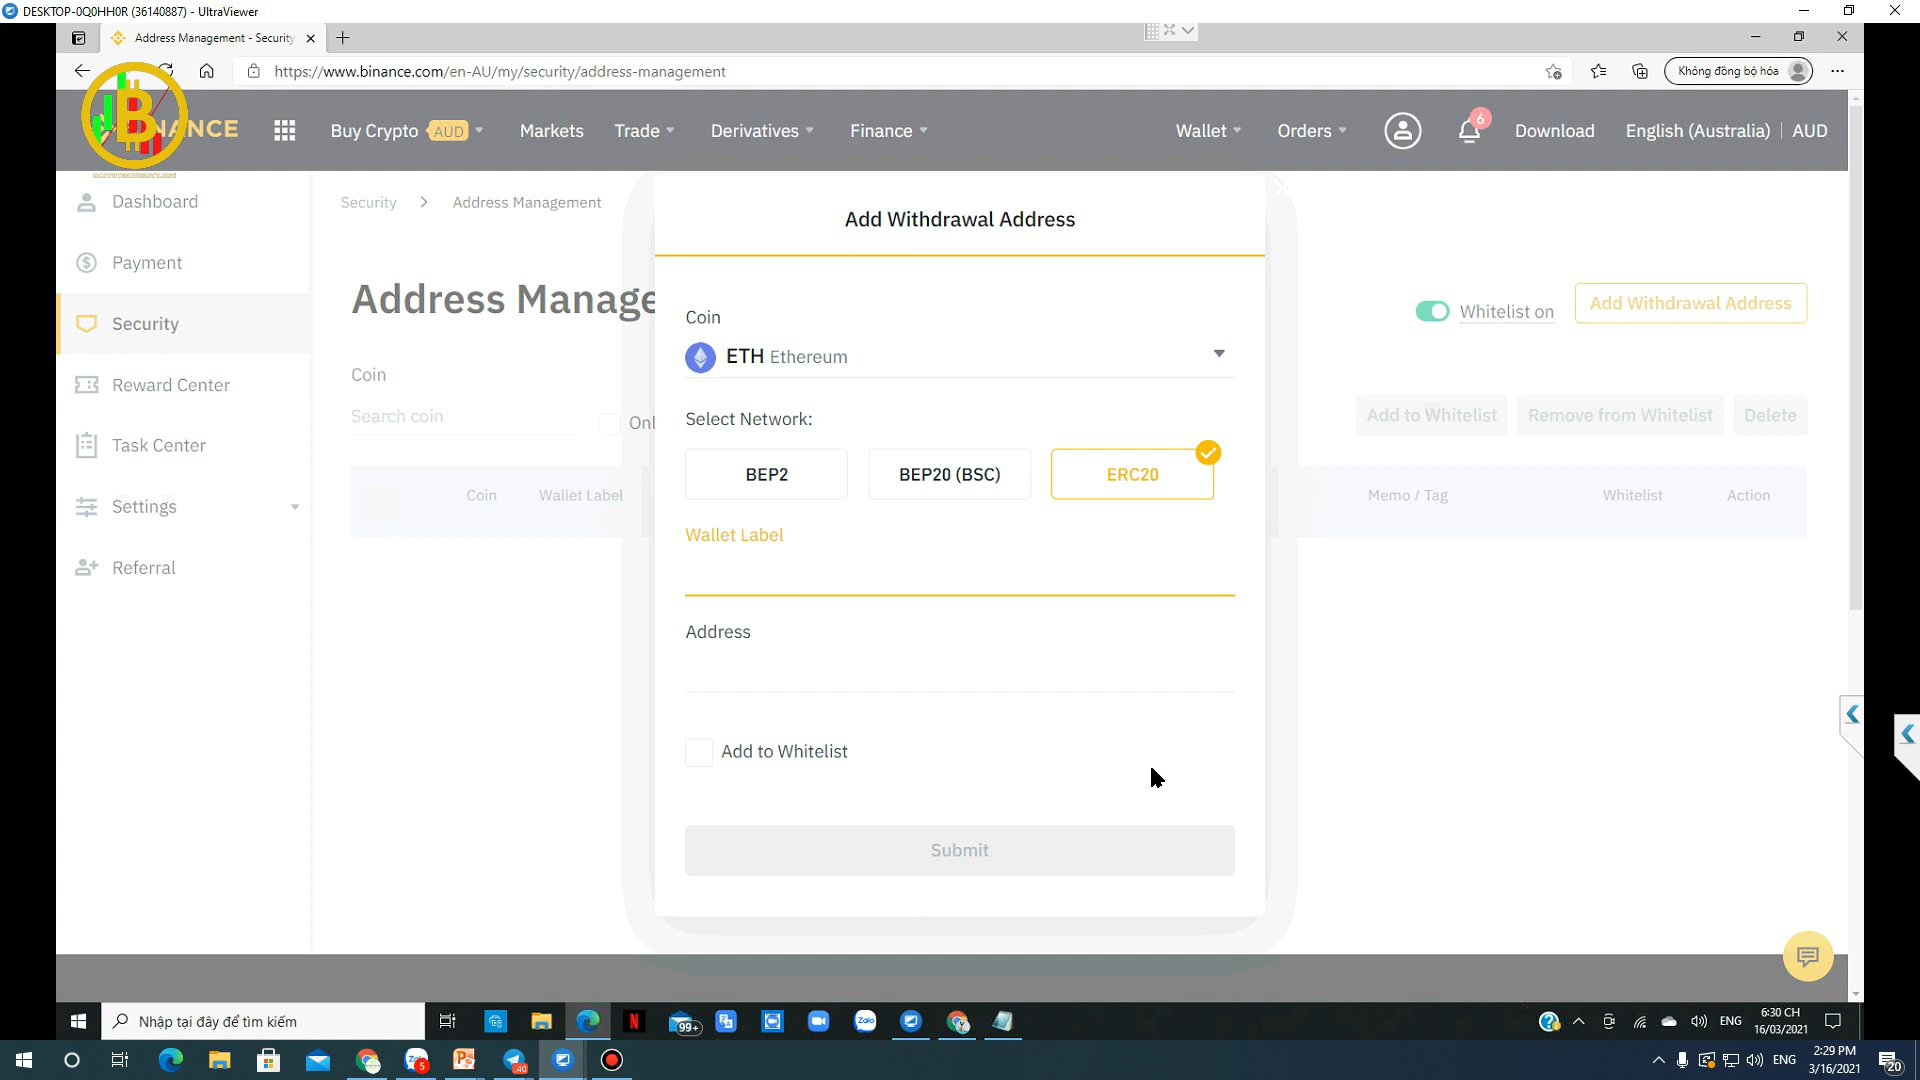 DESKTOP-0Q0HH0R (36140887) - UltraViewer
Address Management - Security
https://www.binance.com/en-AU/my/security/address-management
Không đồng bộ hóa
NANCE
Buy Crypto AUD
Markets
Trade
Derivatives
Finance
Wallet
Orders
6
Download
English (Australia)
AUD
Dashboard
Payment
Security
Reward Center
Task Center
Settings
Referral
Security > Address Management
Address Manage
Whitelist on
Add Withdrawal Address
Coin
Search coin
Onl
Add to Whitelist
Remove from Whitelist
Delete
Coin
Wallet Label
Memo / Tag
Whitelist
Action
Add Withdrawal Address
Coin
ETH Ethereum
Select Network:
BEP2
BEP20 (BSC)
ERC20
Wallet Label
Address
Add to Whitelist
Submit
Nhập tại đây để tìm kiếm
99+
Zalo
ENG
6:30 CH
16/03/2021
5
40
ENG
2:29 PM
3/16/2021
20